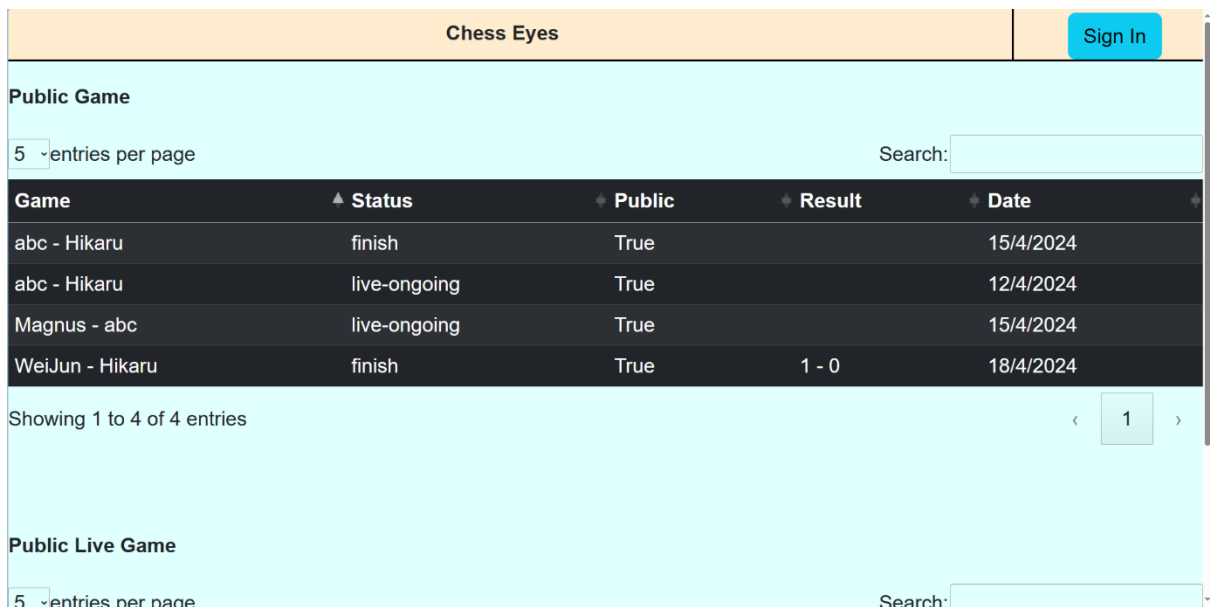 Chess Eyes Sign In
Public Game
5 entries per page Search:
Game Status Public Result Date
abc - Hikaru finish True 15/4/2024
abc - Hikaru live-ongoing True 12/4/2024
Magnus - abc live-ongoing True 15/4/2024
WeiJun - Hikaru finish True 1 - 0 18/4/2024
Showing 1 to 4 of 4 entries ‹ 1 ›
Public Live Game
5 entries per page Search: